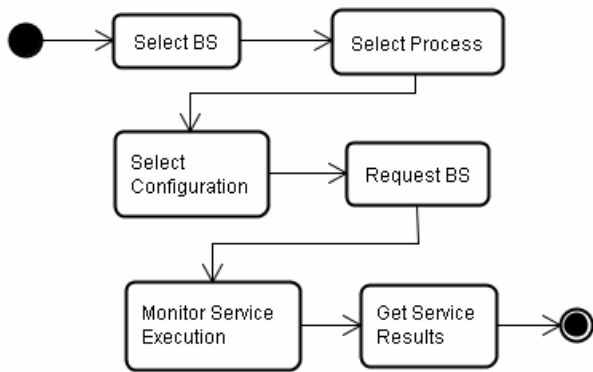 Select BS
Select Process
Select
Configuration
Request BS
Monitor Service
Execution
Get Service
Results